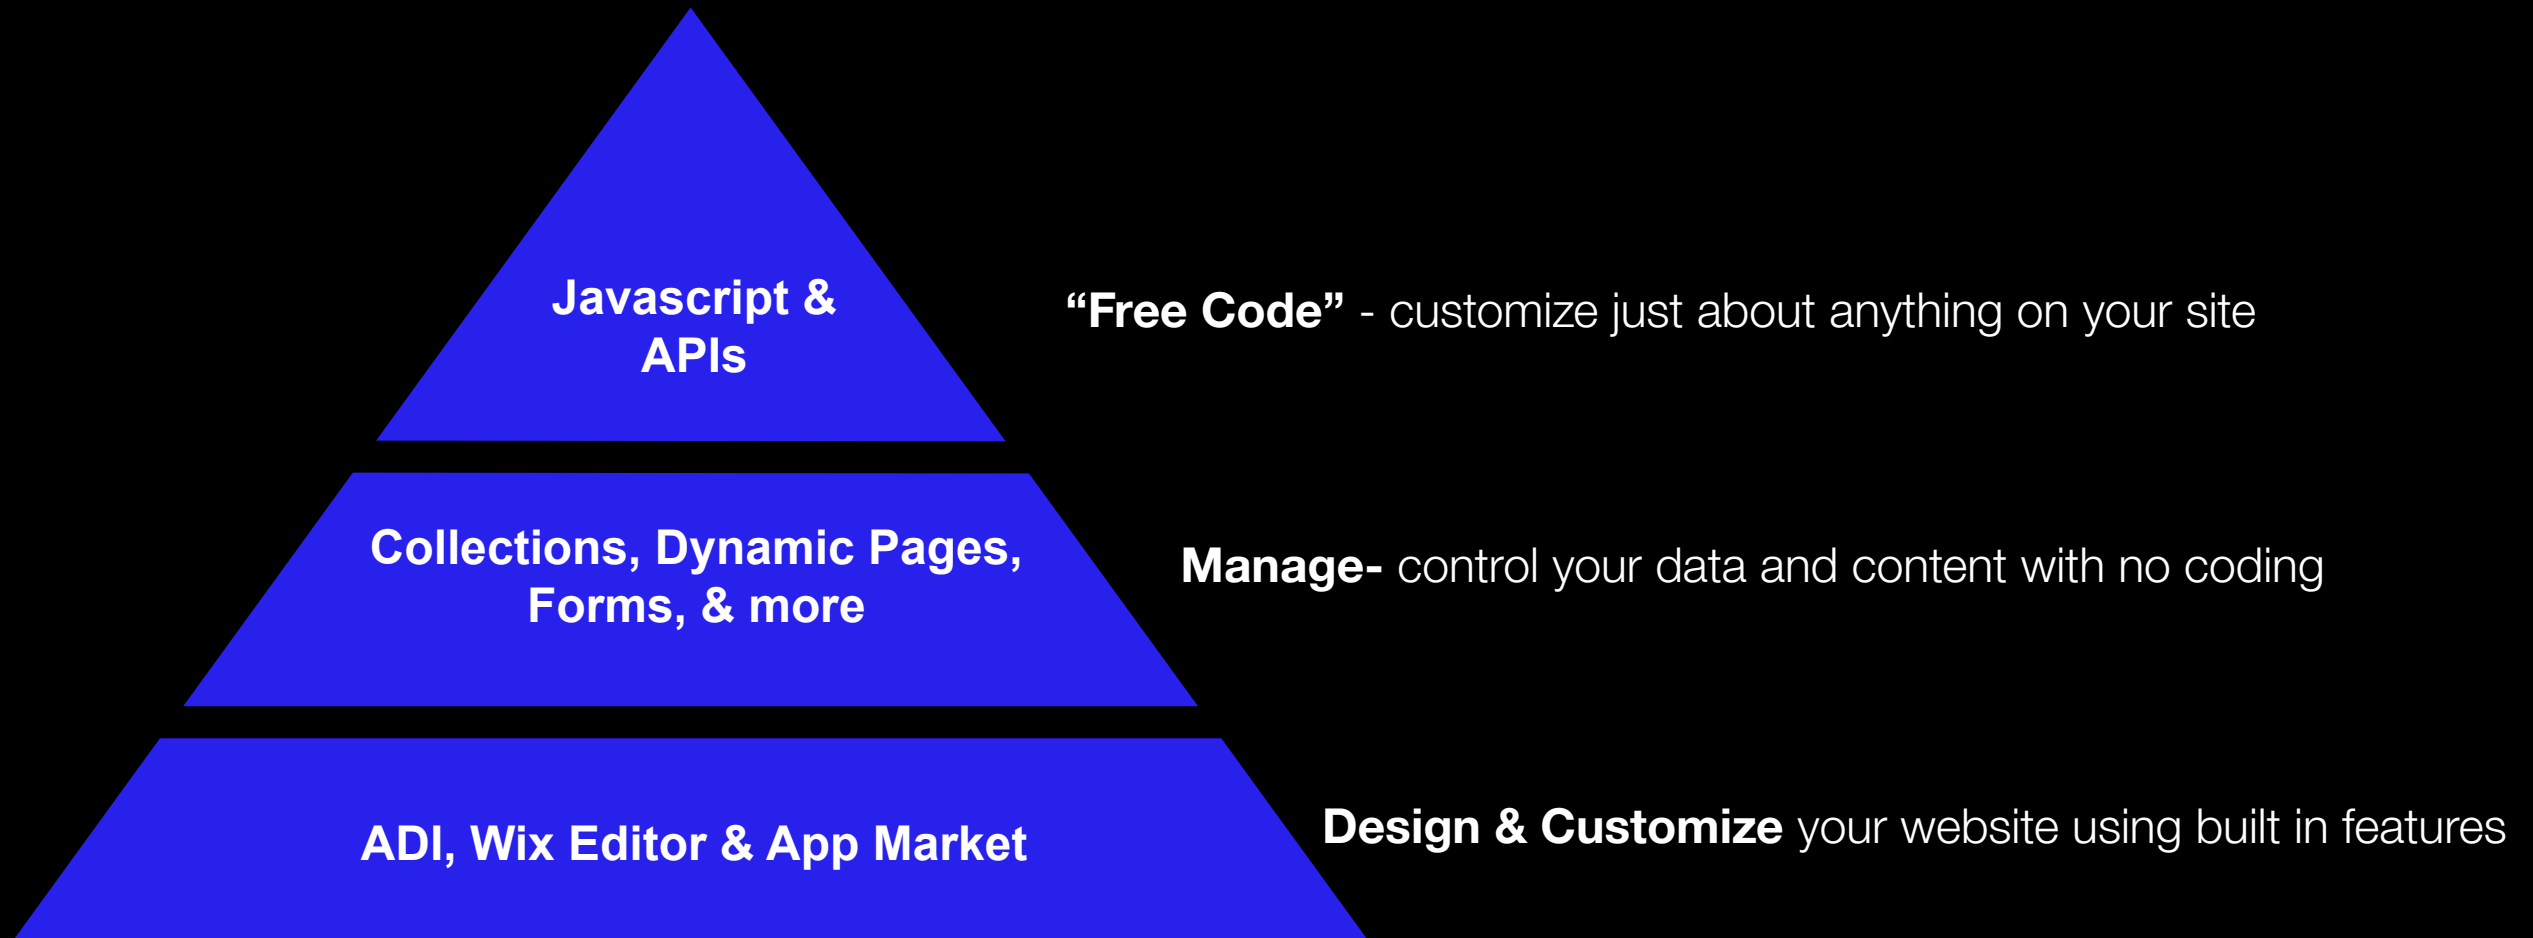 Javascript &
APIs
“Free Code” - customize just about anything on your site
Collections, Dynamic Pages,
Forms, & more
Manage- control your data and content with no coding
ADI, Wix Editor & App Market
Design & Customize your website using built in features